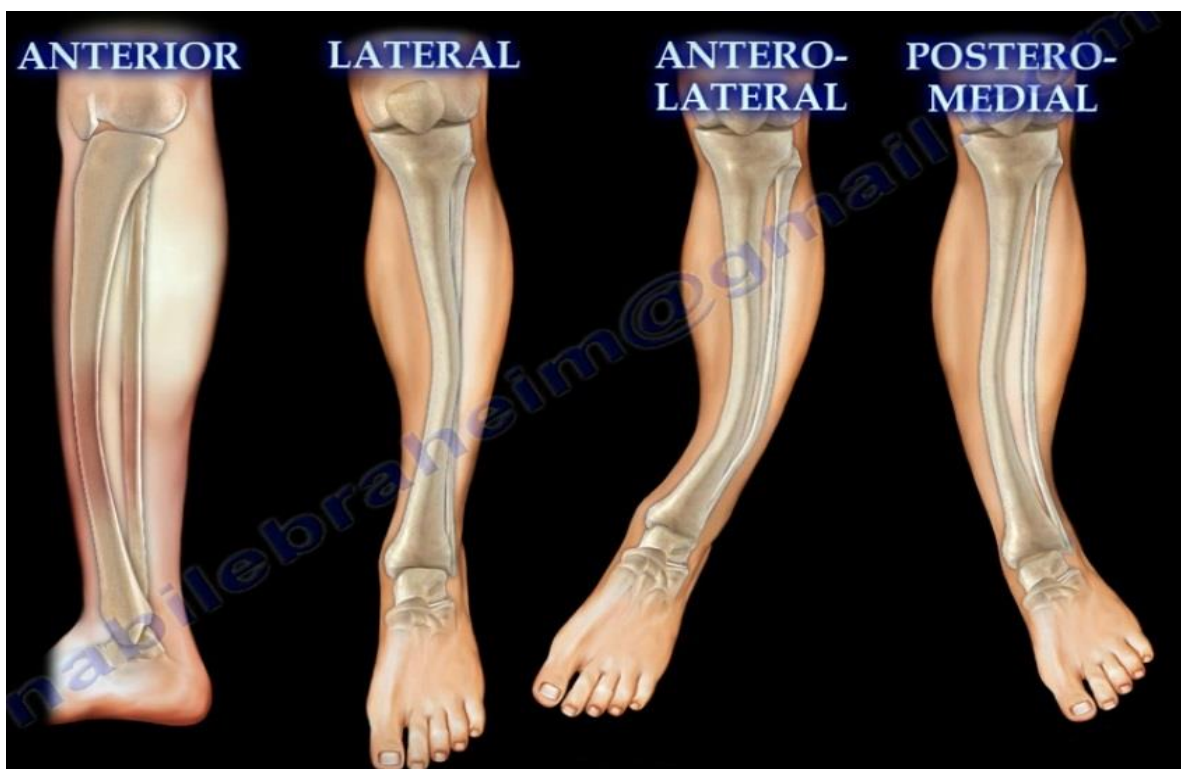 ANTERIOR
LATERAL
ANTERO-
LATERAL
POSTERO-
MEDIAL
nabilebraheim@gmail.com